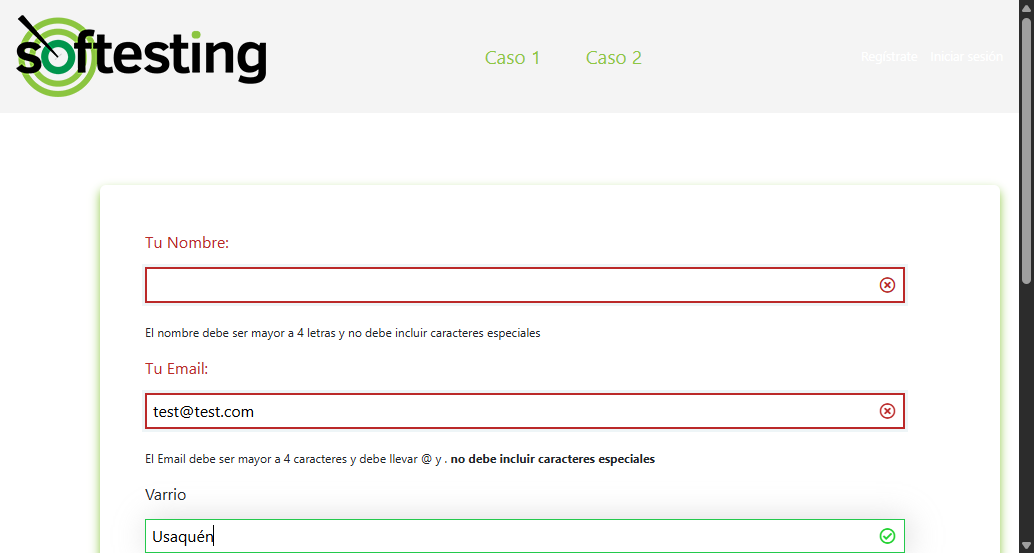 softesting
Caso 1 Caso 2 Regístrate Iniciar sesión
Tu Nombre:
El nombre debe ser mayor a 4 letras y no debe incluir caracteres especiales
Tu Email:
test@test.com
El Email debe ser mayor a 4 caracteres y debe llevar @ y . no debe incluir caracteres especiales
Varrio
Usaquén